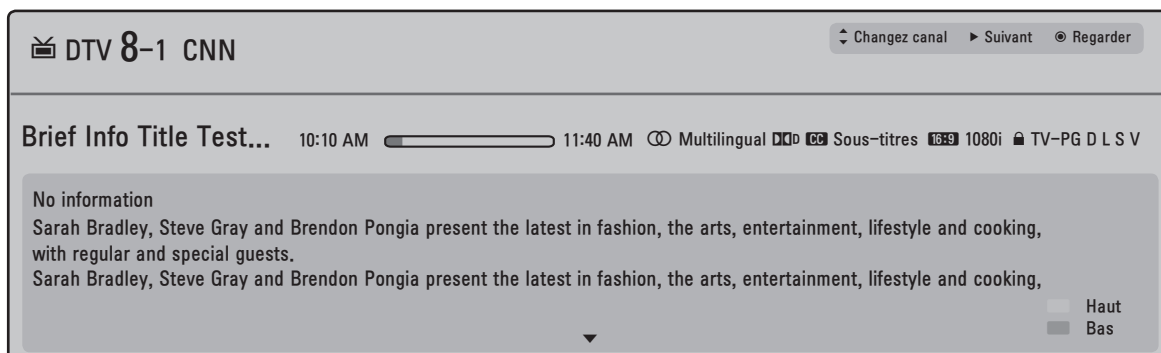 DTV 8-1 CNN
Changez canal Suivant Regarder
Brief Info Title Test... 10:10 AM 11:40 AM Multilingual DD D CC Sous-titres 16:9 1080i TV-PG D L S V
No information
Sarah Bradley, Steve Gray and Brendon Pongia present the latest in fashion, the arts, entertainment, lifestyle and cooking,
with regular and special guests.
Sarah Bradley, Steve Gray and Brendon Pongia present the latest in fashion, the arts, entertainment, lifestyle and cooking,
Haut
Bas